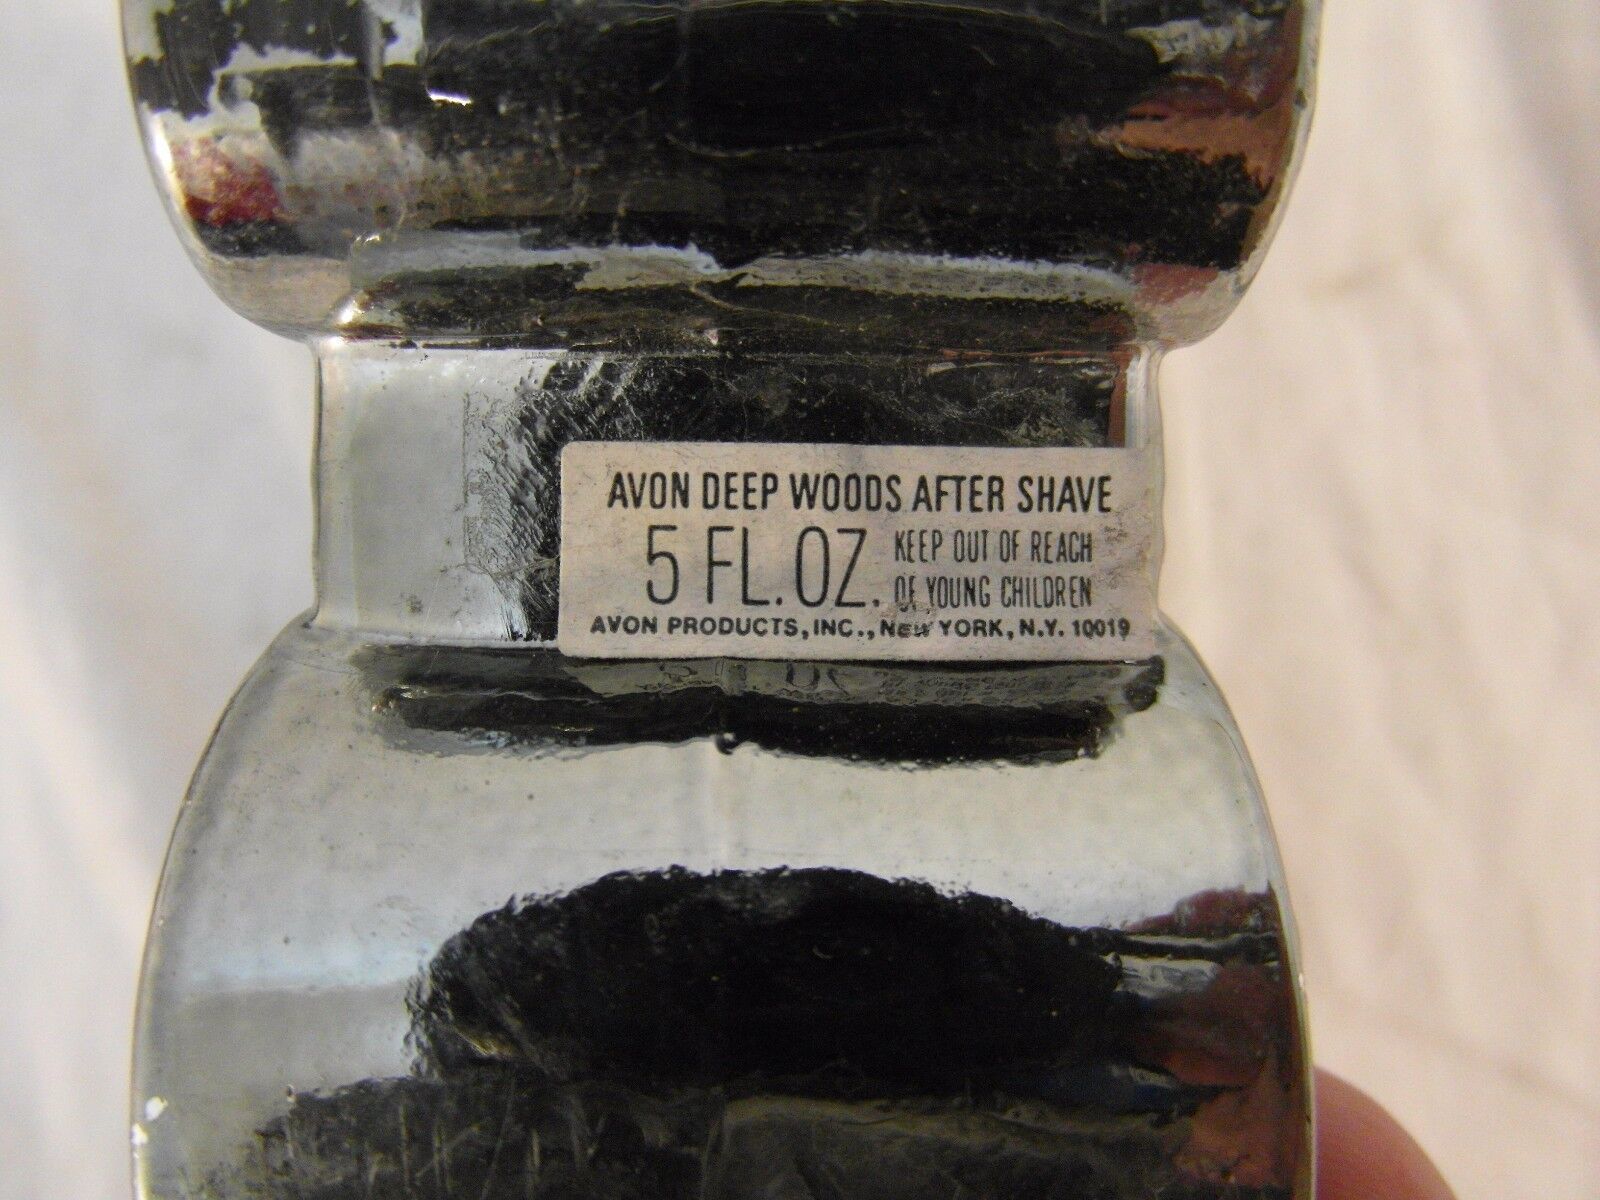 AVON DEEP WOODS AFTER SHAVE
5 FL. OZ. KEEP OUT OF REACH
OF YOUNG CHILDREN
AVON PRODUCTS, INC., NEW YORK, N.Y. 10019